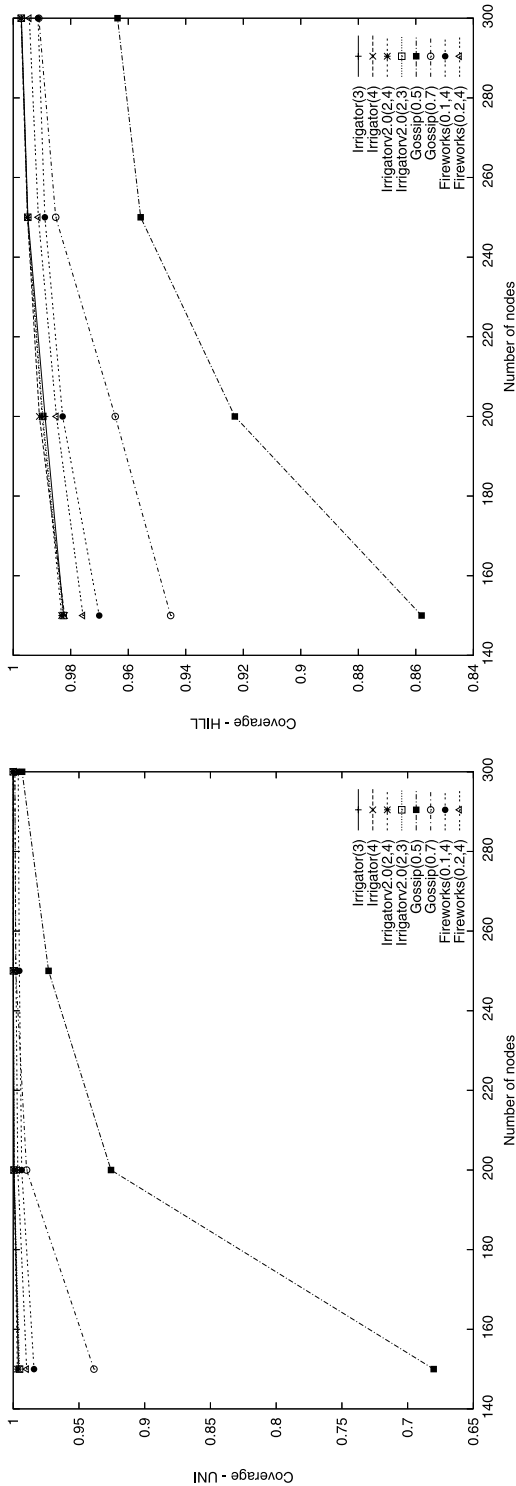 1
0.95
0.9
0.85
0.8
0.75
0.7
0.65
140
160
180
200
220
240
260
280
300
Coverage - UNI
Number of nodes
Irrigator(3)
Irrigator(4)
Irrigatorv2.0(2,4)
Irrigatorv2.0(2,3)
Gossip(0.5)
Gossip(0.7)
Fireworks(0.1,4)
Fireworks(0.2,4)
1
0.98
0.96
0.94
0.92
0.9
0.88
0.86
0.84
140
160
180
200
220
240
260
280
300
Coverage - HILL
Number of nodes
Irrigator(3)
Irrigator(4)
Irrigatorv2.0(2,4)
Irrigatorv2.0(2,3)
Gossip(0.5)
Gossip(0.7)
Fireworks(0.1,4)
Fireworks(0.2,4)